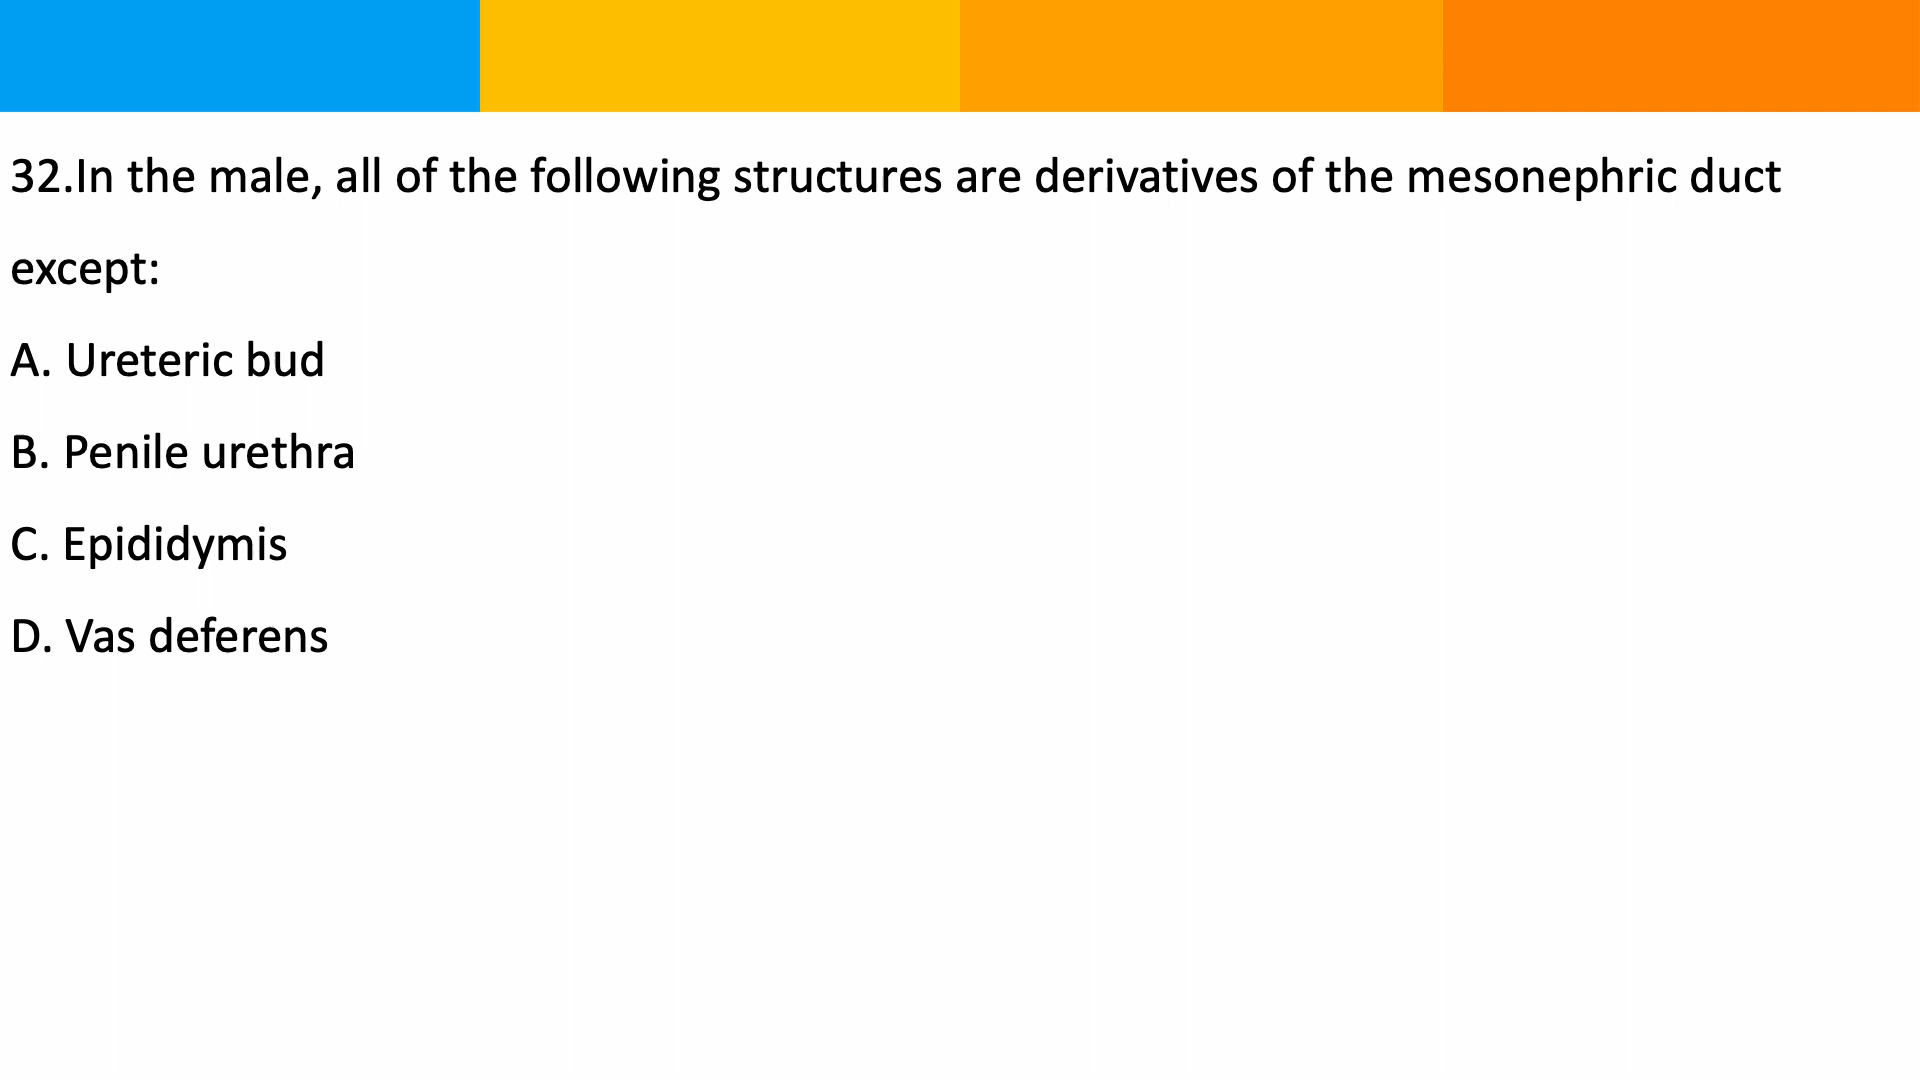 32.In the male, all of the following structures are derivatives of the mesonephric duct
except:
A. Ureteric bud
B. Penile urethra
C. Epididymis
D. Vas deferens